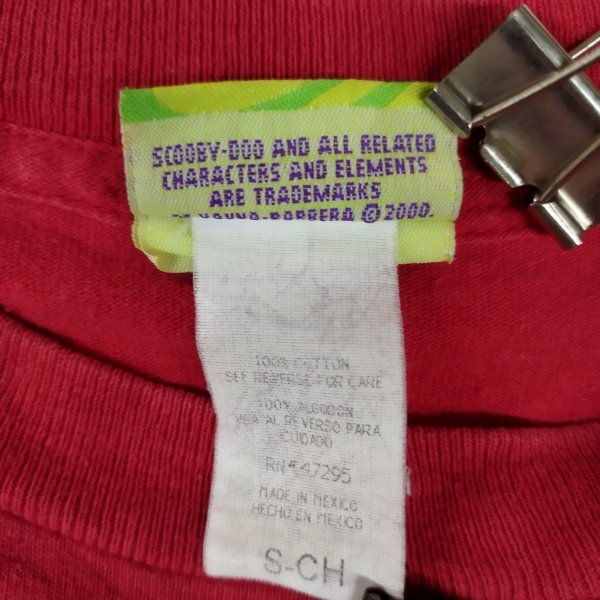 SCOOBY-DOO AND ALL RELATED
CHARACTERS AND ELEMENTS
ARE TRADEMARKS
OF HANNA-BARBERA © 2000.
100% COTTON
SEE REVERSE FOR CARE
100% ALGODON
VEA AL REVERSO PARA
CUIDADO
RN# 47295
MADE IN MEXICO
HECHO EN MEXICO
S-CH